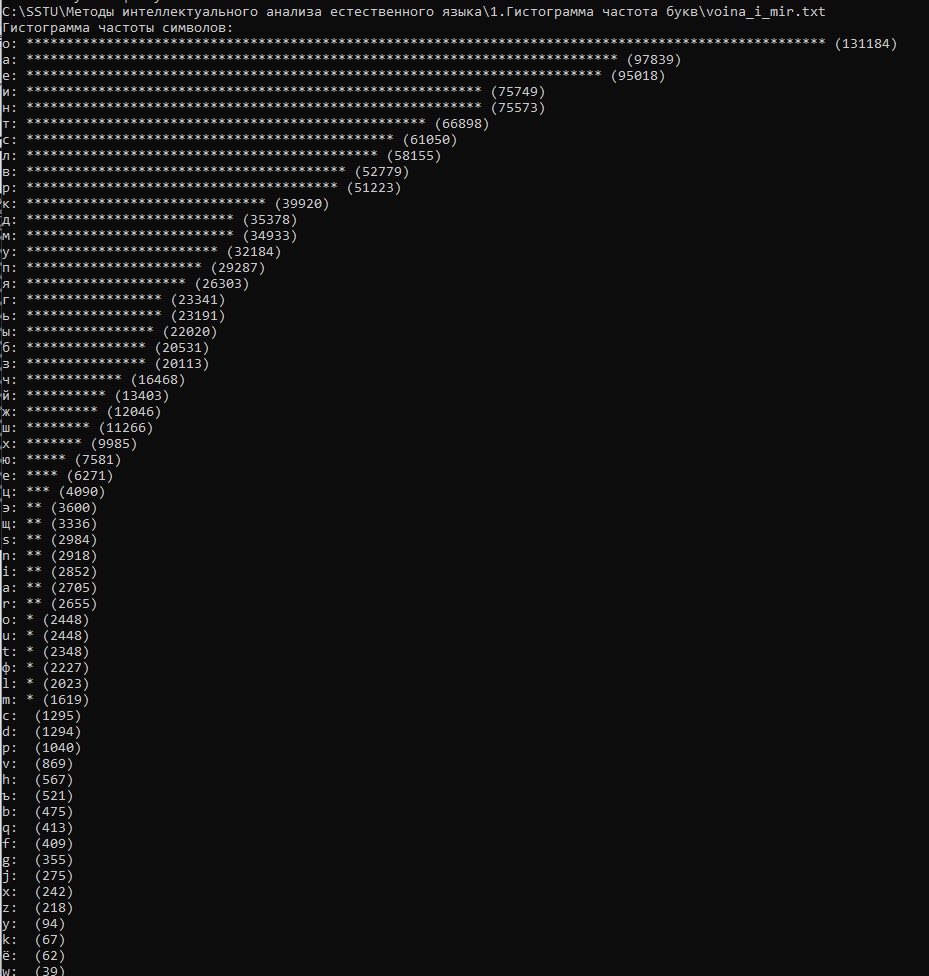 C:\SSTU\Методы интеллектуального анализа естественного языка\1.Гистограмма частота букв\voina_i_mir.txt
Гистограмма частоты символов:
о: **************************************************************************************************** (131184)
а: ************************************************************************** (97839)
е: ************************************************************************ (95018)
и: ********************************************************* (75749)
н: ********************************************************* (75573)
т: ************************************************** (66898)
с: ********************************************** (61050)
л: ******************************************** (58155)
в: **************************************** (52779)
р: *************************************** (51223)
к: ****************************** (39920)
д: ************************** (35378)
м: ************************** (34933)
у: ************************ (32184)
п: ********************** (29287)
я: ******************** (26303)
г: ***************** (23341)
ь: ***************** (23191)
ы: **************** (22020)
б: *************** (20531)
з: *************** (20113)
ч: ************ (16468)
й: ********** (13403)
ж: ********* (12046)
ш: ******** (11266)
х: ******* (9985)
ю: ***** (7581)
e: **** (6271)
ц: *** (4090)
э: ** (3600)
щ: ** (3336)
s: ** (2984)
n: ** (2918)
i: ** (2852)
a: ** (2705)
r: ** (2655)
o: * (2448)
u: * (2448)
t: * (2348)
ф: * (2227)
l: * (2023)
m: * (1619)
c:  (1295)
d:  (1294)
p:  (1040)
v:  (869)
h:  (567)
ъ:  (521)
b:  (475)
q:  (413)
f:  (409)
g:  (355)
j:  (275)
x:  (242)
z:  (218)
y:  (94)
k:  (67)
ё:  (62)
w:  (39)